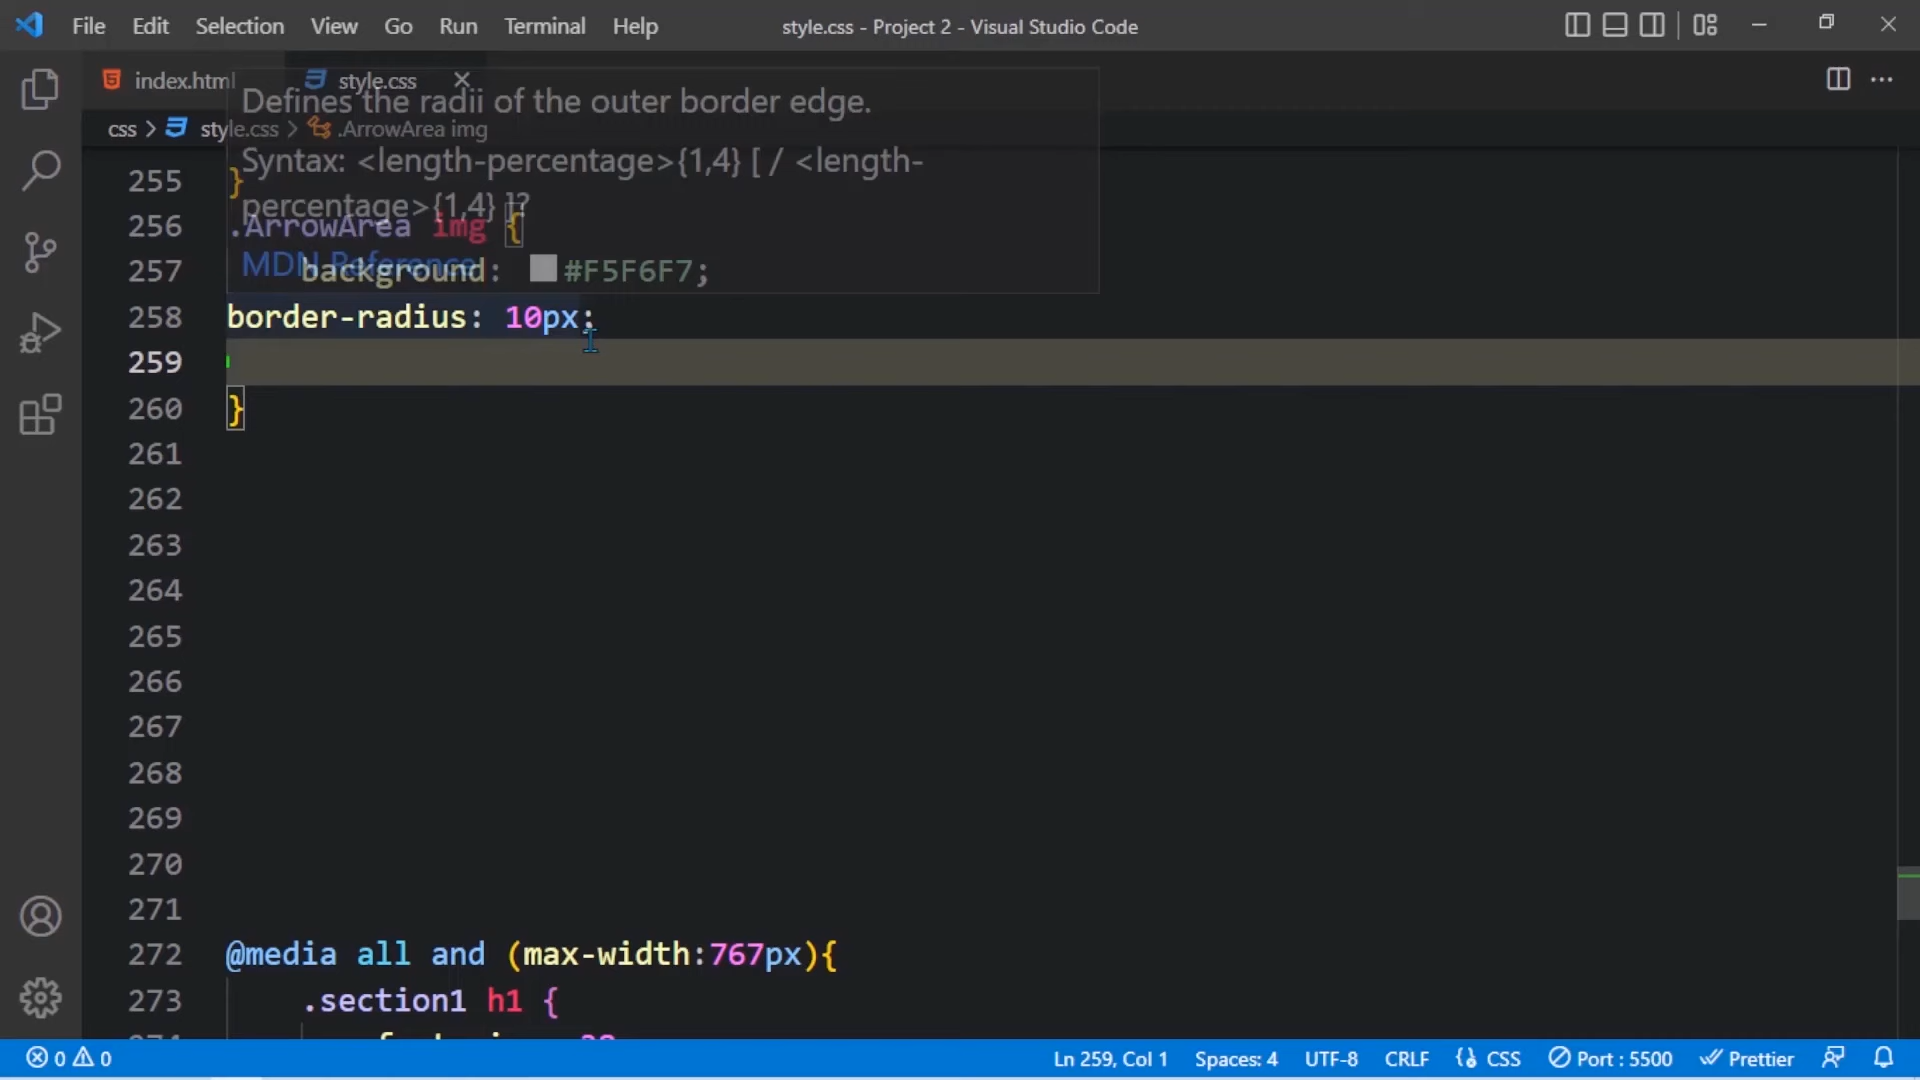 File Edit Selection View Go Run Terminal Help style.css - Project 2 - Visual Studio Code
index.html style.css
Defines the radii of the outer border edge.
css > style.css > .ArrowArea img
Syntax: <length-percentage>{1,4} [ / <length-
255 }
percentage>{1,4} ]?
256 .ArrowArea img {
MDN Reference
257 background: #F5F6F7;
258 border-radius: 10px;
259
260 }
261
262
263
264
265
266
267
268
269
270
271
272 @media all and (max-width:767px){
273 .section1 h1 {
0 0 Ln 259, Col 1 Spaces: 4 UTF-8 CRLF CSS Port : 5500 Prettier